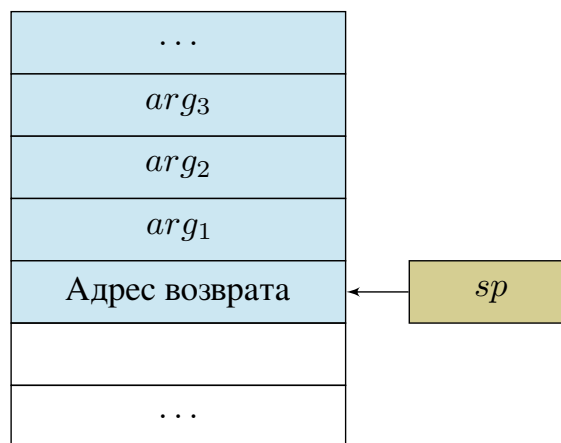 ...
arg₃
arg₂
arg₁
Адрес возврата
sp
...